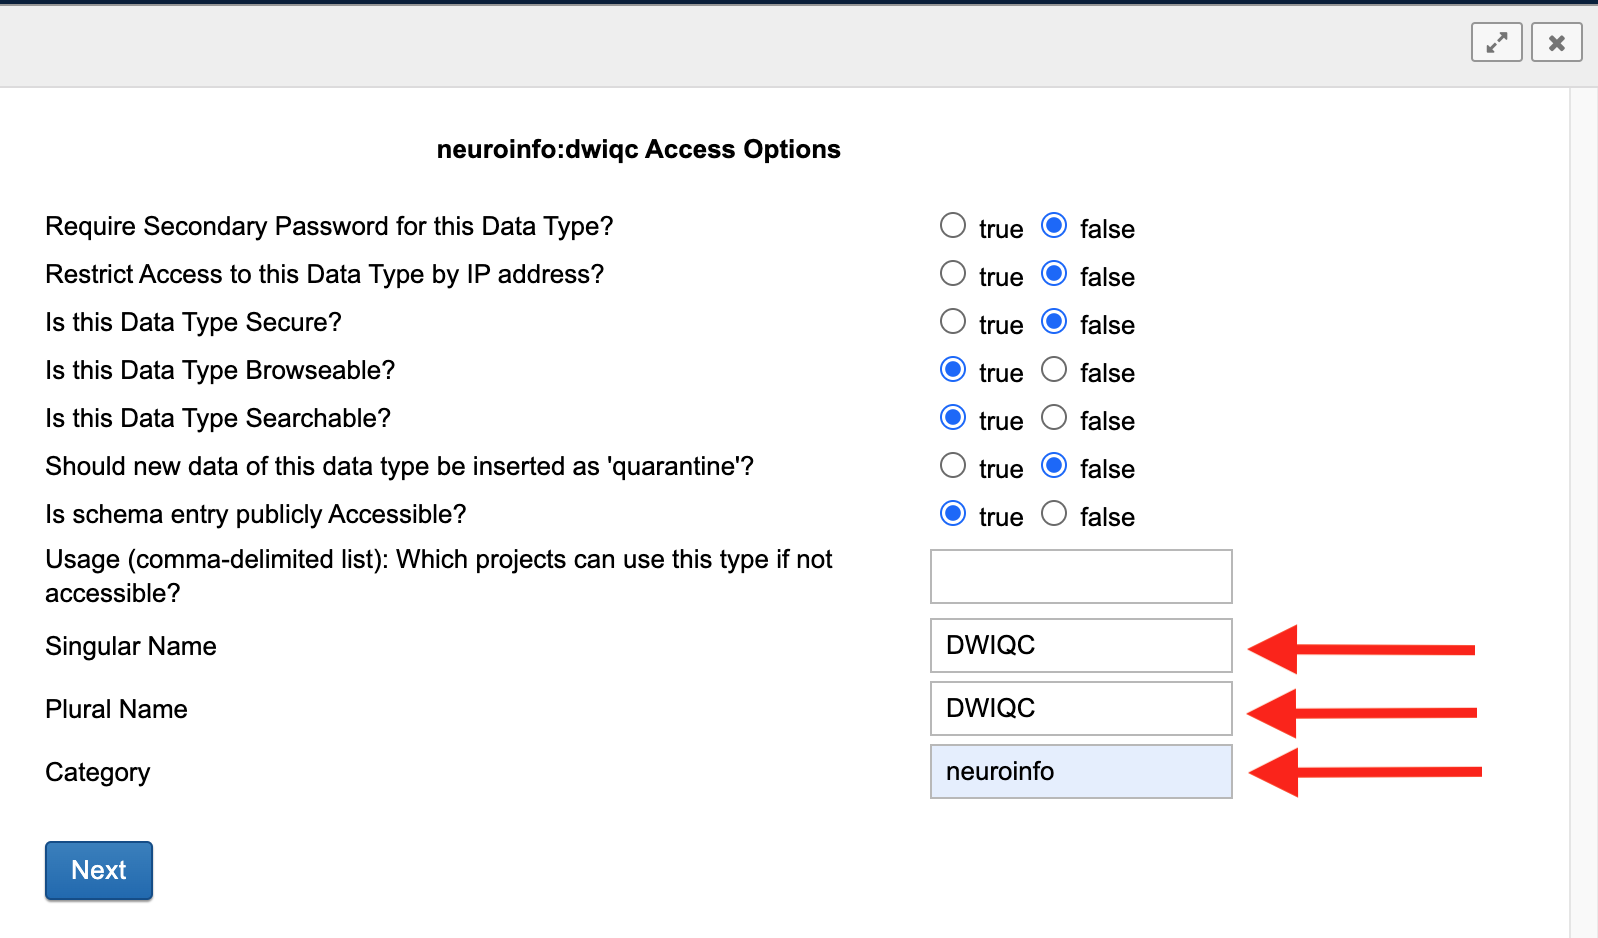 neuroinfo:dwiqc Access Options
Require Secondary Password for this Data Type? true false
Restrict Access to this Data Type by IP address? true false
Is this Data Type Secure? true false
Is this Data Type Browseable? true false
Is this Data Type Searchable? true false
Should new data of this data type be inserted as 'quarantine'? true false
Is schema entry publicly Accessible? true false
Usage (comma-delimited list): Which projects can use this type if not
accessible?
Singular Name DWIQC
Plural Name DWIQC
Category neuroinfo
Next